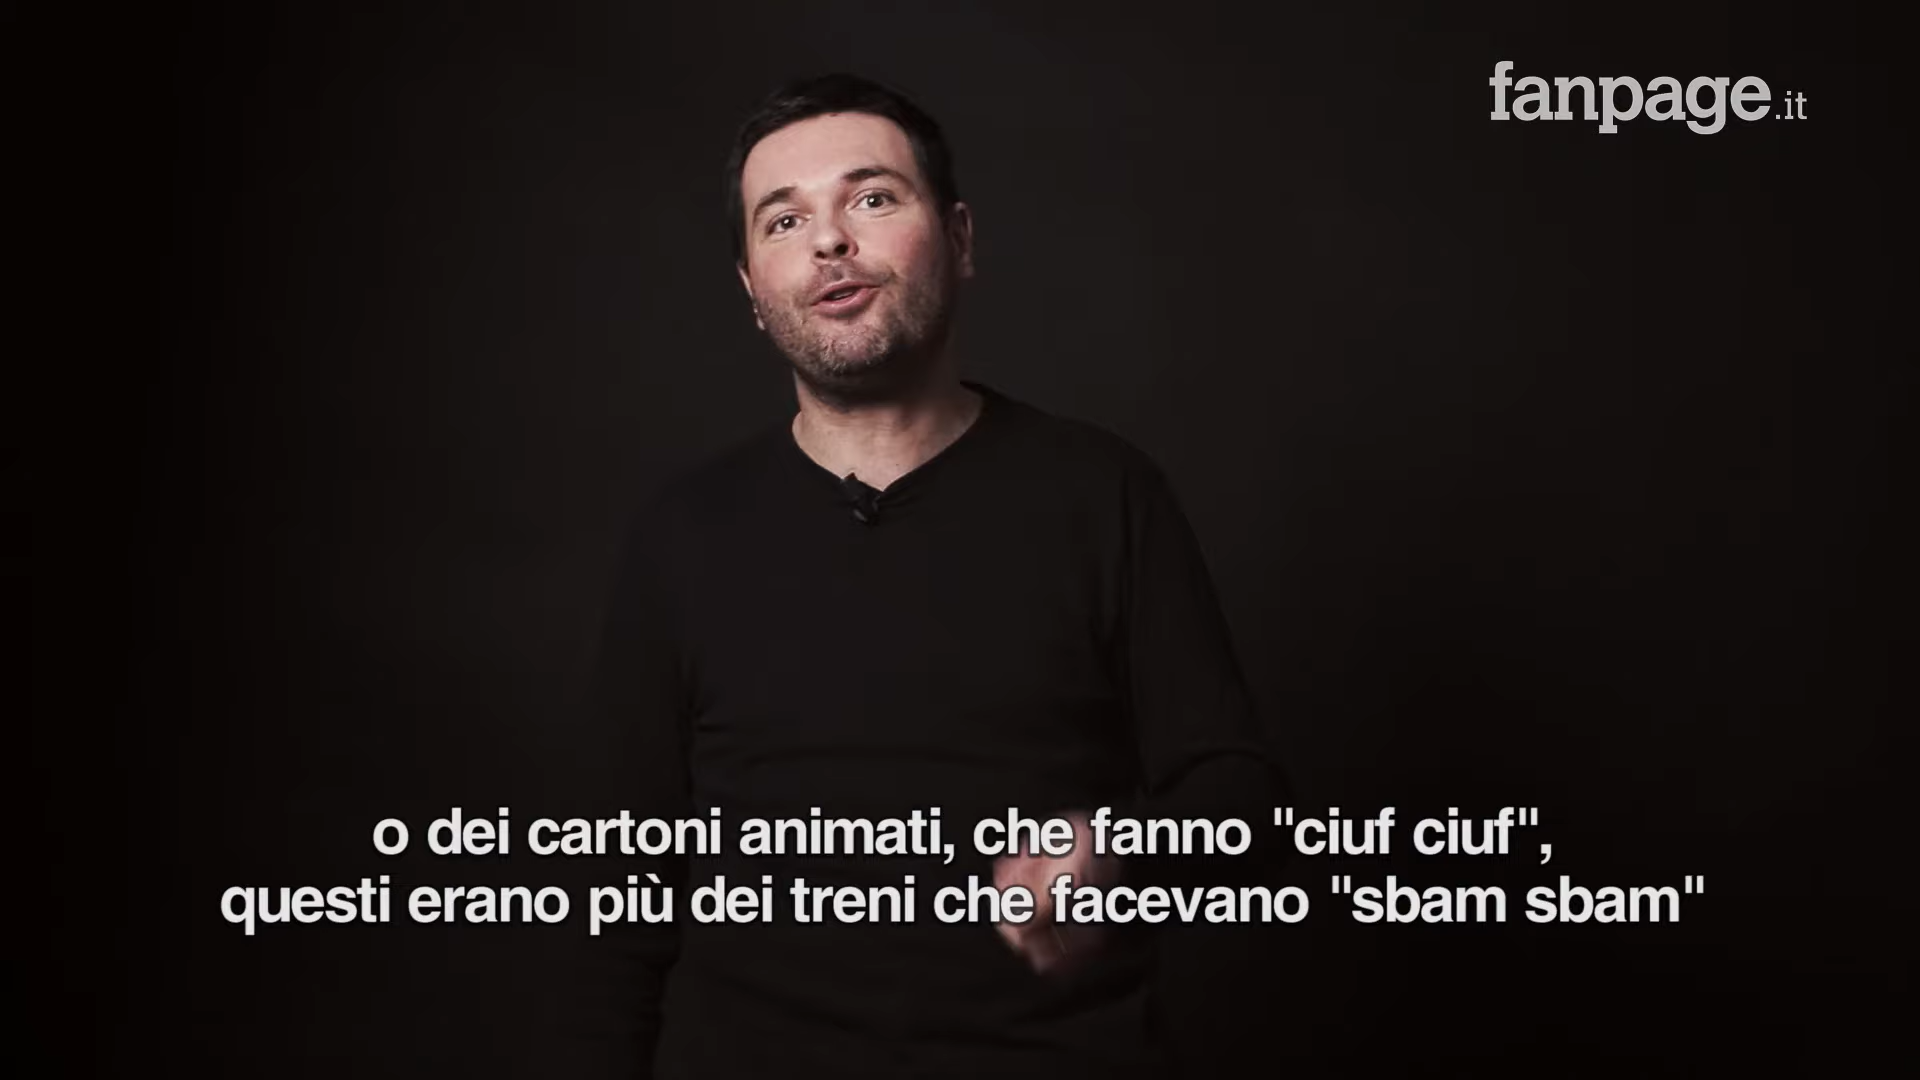 fanpage.it
o dei cartoni animati, che fanno "ciuf ciuf",
questi erano più dei treni che facevano "sbam sbam"